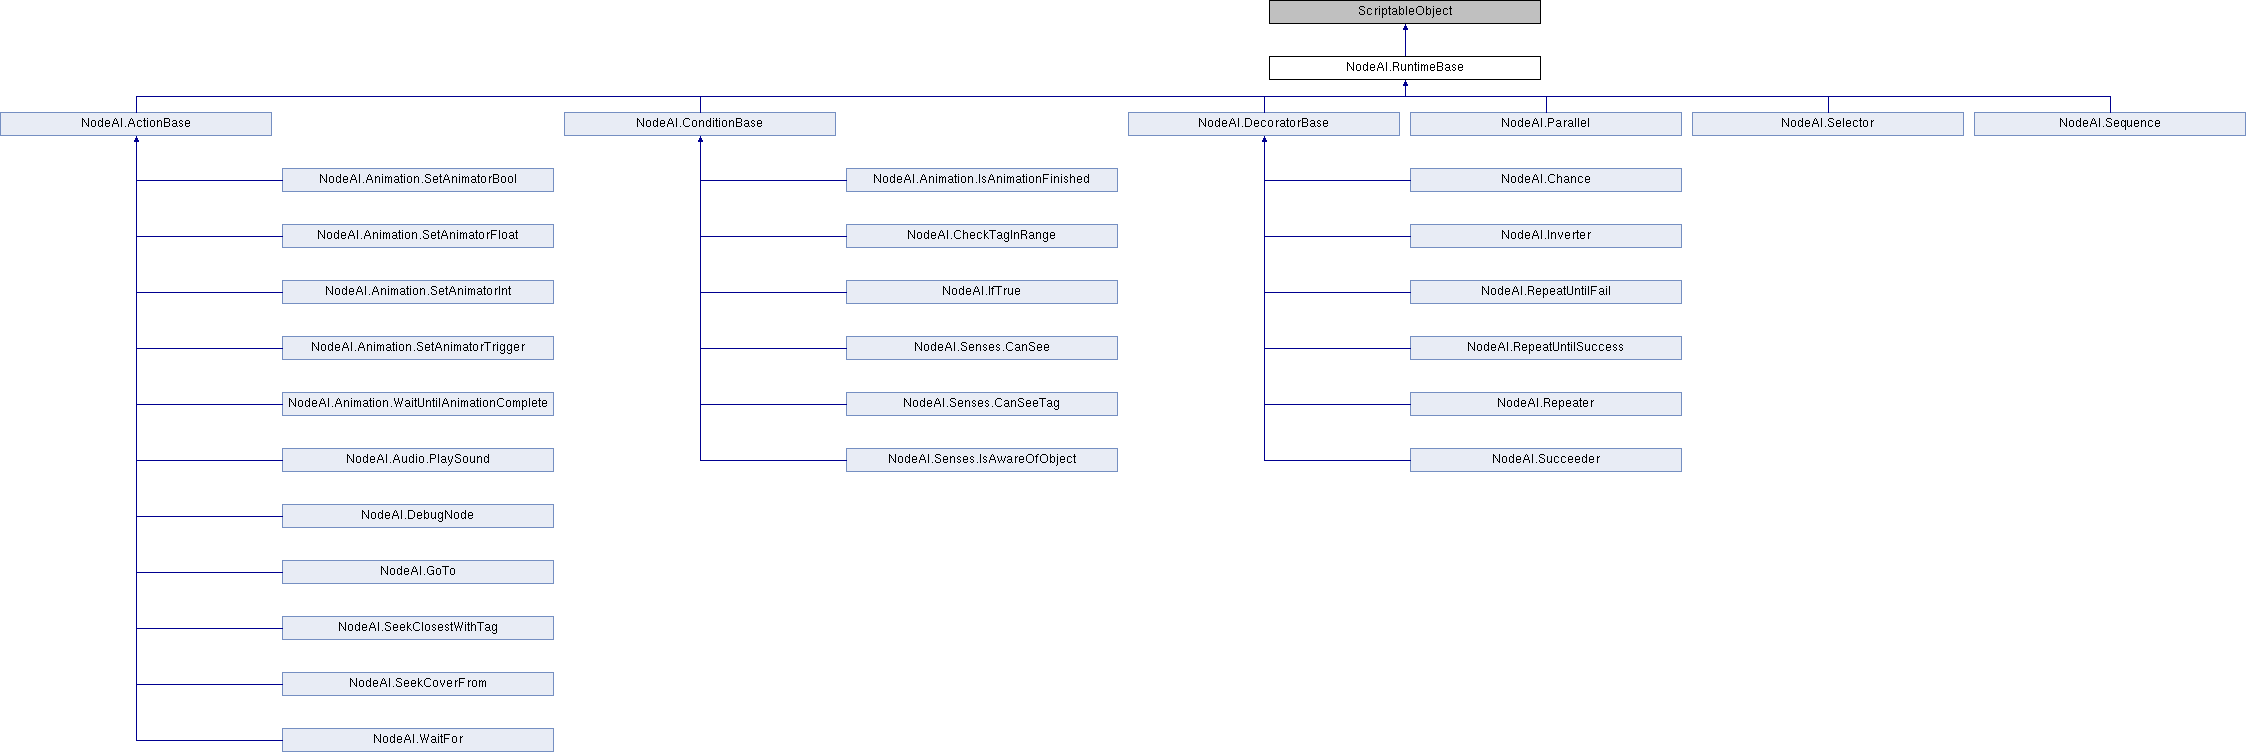 ScriptableObject
NodeAI.RuntimeBase
NodeAI.ActionBase
NodeAI.ConditionBase
NodeAI.DecoratorBase
NodeAI.Parallel
NodeAI.Selector
NodeAI.Sequence
NodeAI.Animation.SetAnimatorBool
NodeAI.Animation.IsAnimationFinished
NodeAI.Chance
NodeAI.Animation.SetAnimatorFloat
NodeAI.CheckTagInRange
NodeAI.Inverter
NodeAI.Animation.SetAnimatorInt
NodeAI.IfTrue
NodeAI.RepeatUntilFail
NodeAI.Animation.SetAnimatorTrigger
NodeAI.Senses.CanSee
NodeAI.RepeatUntilSuccess
NodeAI.Animation.WaitUntilAnimationComplete
NodeAI.Senses.CanSeeTag
NodeAI.Repeater
NodeAI.Audio.PlaySound
NodeAI.Senses.IsAwareOfObject
NodeAI.Succeeder
NodeAI.DebugNode
NodeAI.GoTo
NodeAI.SeekClosestWithTag
NodeAI.SeekCoverFrom
NodeAI.WaitFor